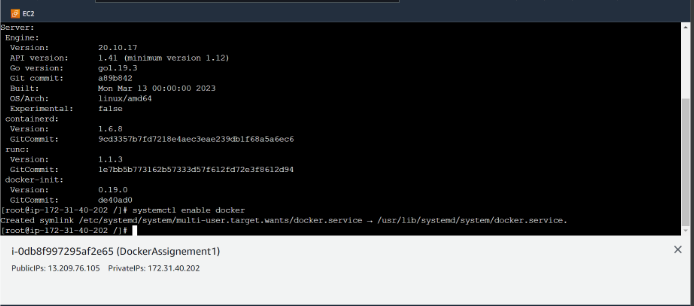 EC2
Server:
Engine:
Version: 20.10.17
API version: 1.41 (minimum version 1.12)
Go version: go1.19.3
Git commit: a89b842
Built: Mon Mar 13 00:00:00 2023
OS/Arch: linux/amd64
Experimental: false
containerd:
Version: 1.6.8
GitCommit: 9cd3357b7fd7218e4aec3eae239db1f68a5a6ec6
runc:
Version: 1.1.3
GitCommit: 1e7bb5b773162b57333d57f612fd72e3f8612d94
docker-init:
Version: 0.19.0
GitCommit: de40ad0
[root@ip-172-31-40-202 /]# systemctl enable docker
Created symlink /etc/systemd/system/multi-user.target.wants/docker.service → /usr/lib/systemd/system/docker.service.
[root@ip-172-31-40-202 /]#
i-0db8f997295af2e65 (DockerAssignement1)
PublicIPs: 13.209.76.105 PrivateIPs: 172.31.40.202